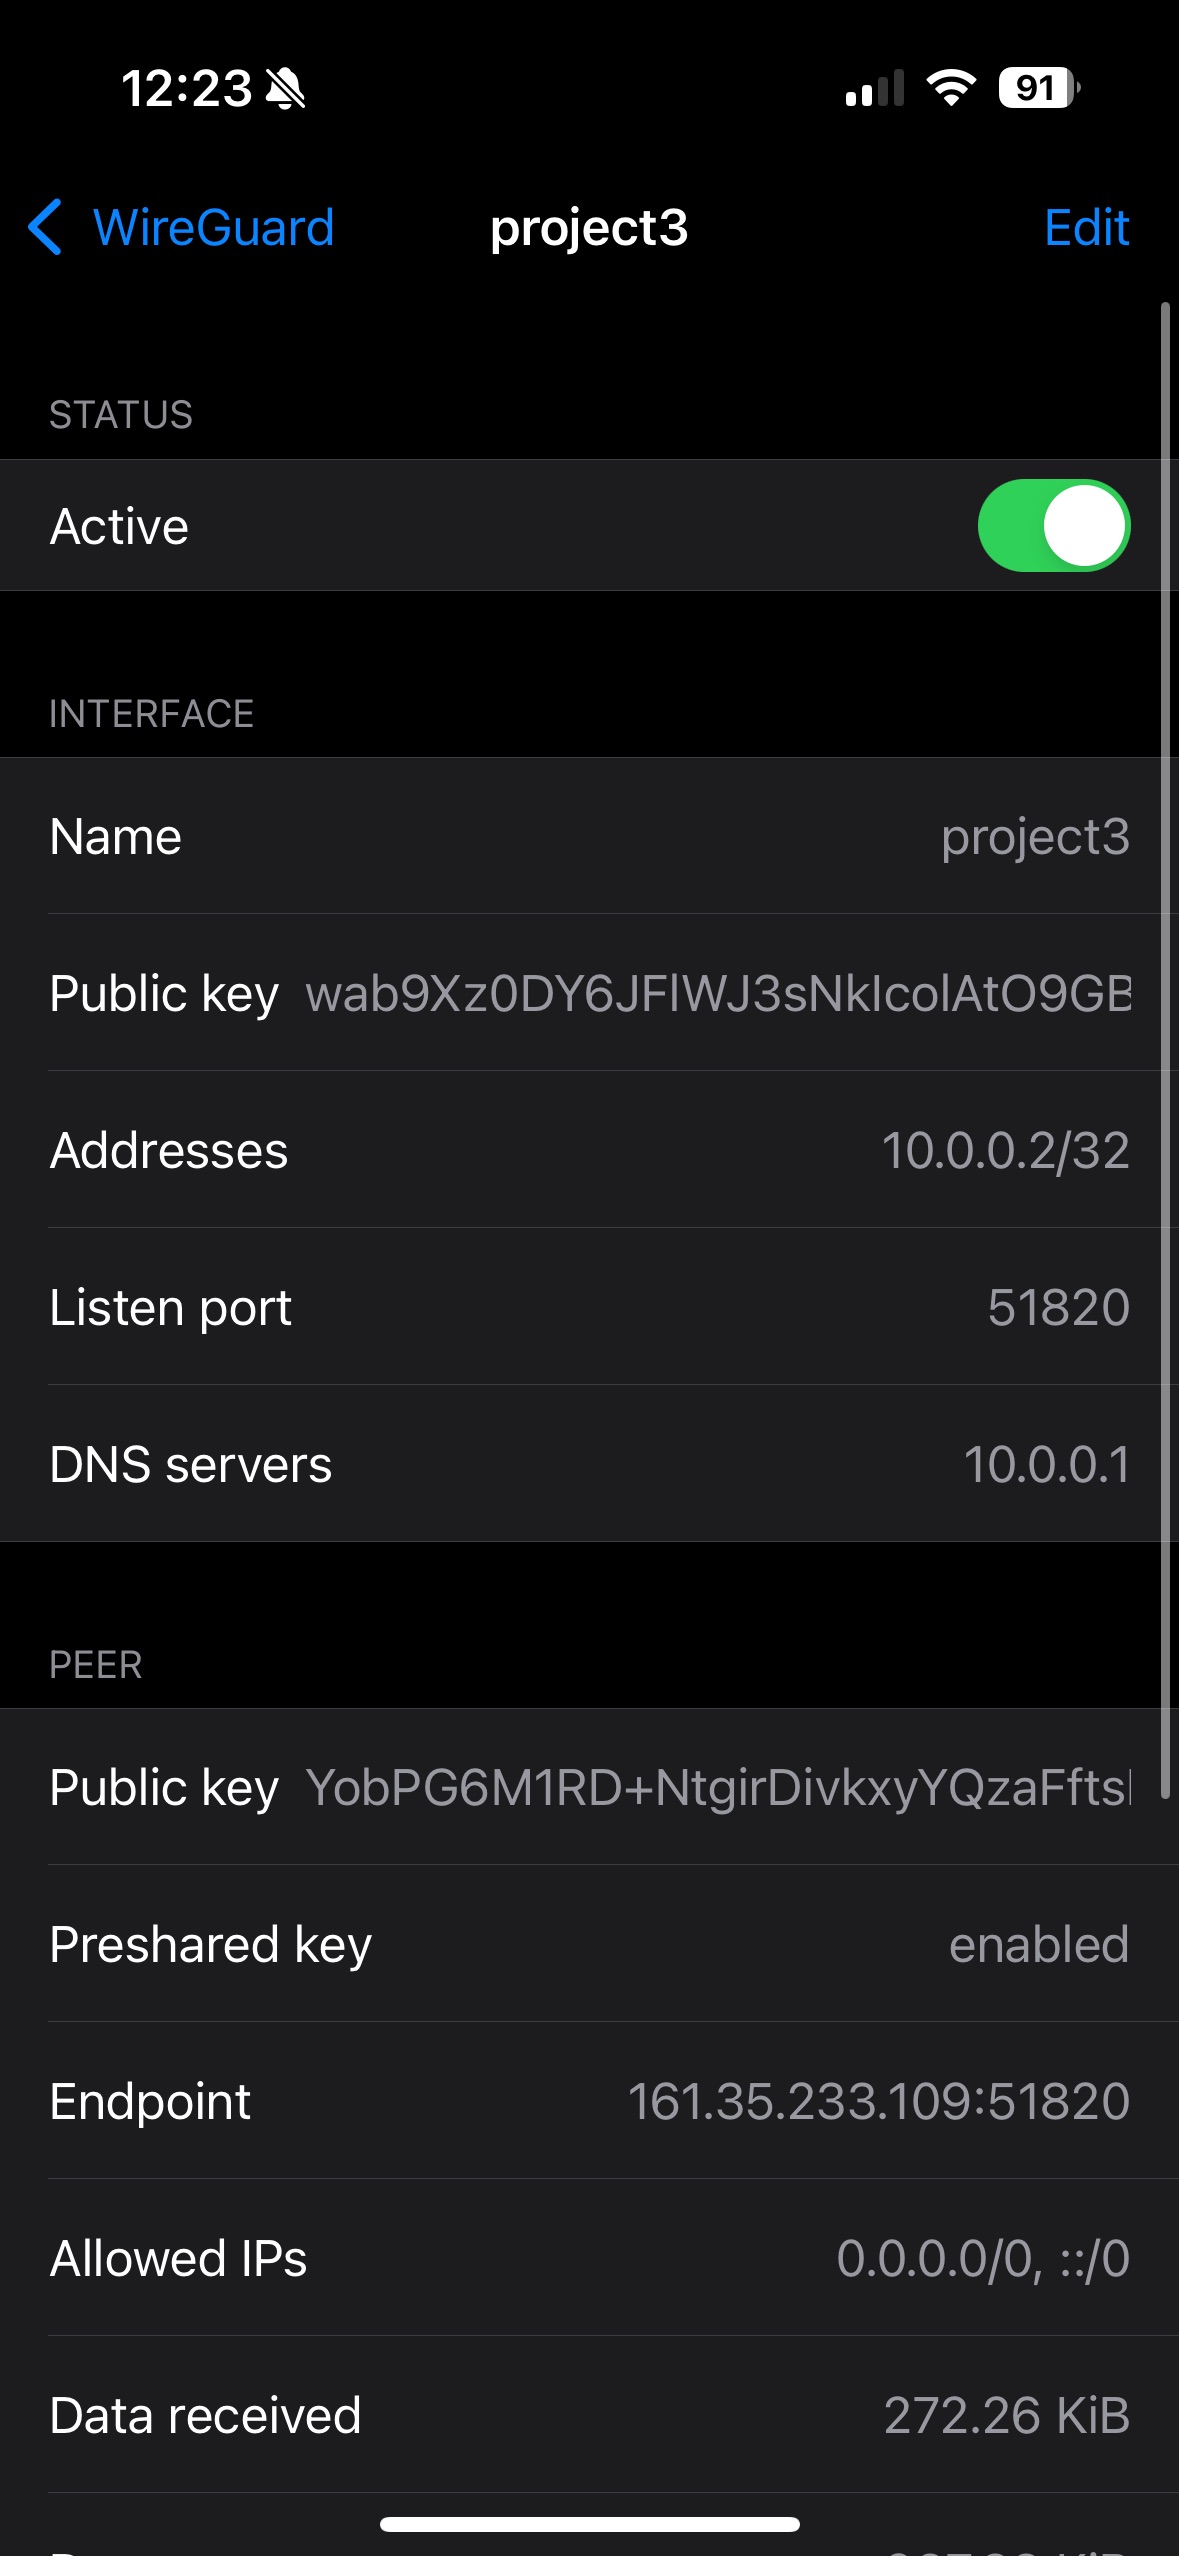 12:23
91
WireGuard
project3
Edit
STATUS
Active
INTERFACE
Name
project3
Public key
wab9Xz0DY6JFlWJ3sNkIcolAtO9GB
Addresses
10.0.0.2/32
Listen port
51820
DNS servers
10.0.0.1
PEER
Public key
YobPG6M1RD+NtgirDivkxyYQzaFfts
Preshared key
enabled
Endpoint
161.35.233.109:51820
Allowed IPs
0.0.0.0/0, ::/0
Data received
272.26 KiB